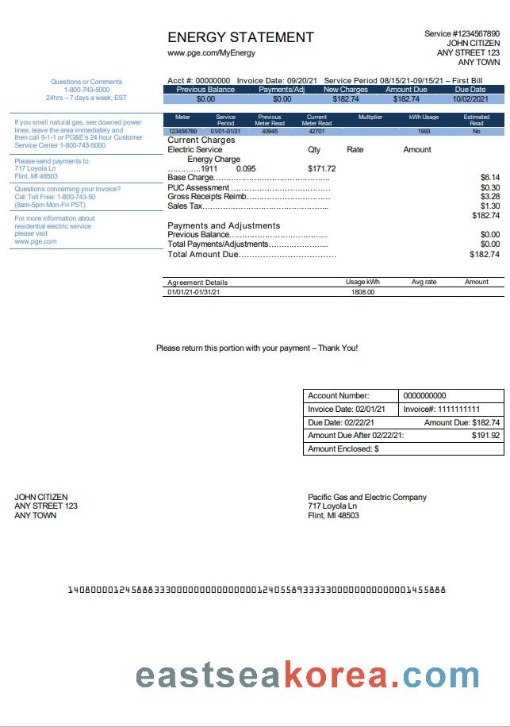 ENERGY STATEMENT
www.pge.com/MyEnergy
Service #1234567890
JOHN CITIZEN
ANY STREET 123
ANY TOWN
Questions or Comments
1-800-743-5000
24hrs – 7 days a week, EST
Acct #: 00000000 Invoice Date: 09/20/21 Service Period 08/15/21-09/15/21 – First Bill
Previous Balance Payments/Adj New Charges Amount Due Due Date
$0.00 $0.00 $182.74 $182.74 10/02/2021
If you smell natural gas, see downed power
lines, leave the area immediately and
then call 9-1-1 or PG&E's 24 hour Customer
Service Center 1-800-743-5000
Please send payments to:
717 Loyola Ln
Flint, MI 48503
Questions concerning your invoice?
Call Toll Free: 1-800-743-50
(8am-5pm Mon-Fri PST)
For more information about
residential electric service
please visit
www.pge.com
Meter Service Period Previous Meter Read Current Meter Read Multiplier kWh Usage Estimated Read
123456789 01/01-01/31 40945 42701 1993 No
Current Charges
Electric Service Qty Rate Amount
Energy Charge
............1911 0.095 $171.72
Base Charge................................ $6.14
PUC Assessment ............................ $0.30
Gross Receipts Reimb....................... $3.28
Sales Tax.................................. $1.30
$182.74
Payments and Adjustments
Previous Balance........................... $0.00
Total Payments/Adjustments................. $0.00
Total Amount Due........................... $182.74
Agreement Details Usage kWh Avg rate Amount
01/01/21-01/31/21 1808.00
Please return this portion with your payment – Thank You!
Account Number: 0000000000
Invoice Date: 02/01/21 Invoice#: 1111111111
Due Date: 02/22/21 Amount Due: $182.74
Amount Due After 02/22/21: $191.92
Amount Enclosed: $
JOHN CITIZEN
ANY STREET 123
ANY TOWN
Pacific Gas and Electric Company
717 Loyola Ln
Flint, MI 48503
eastseakorea.com